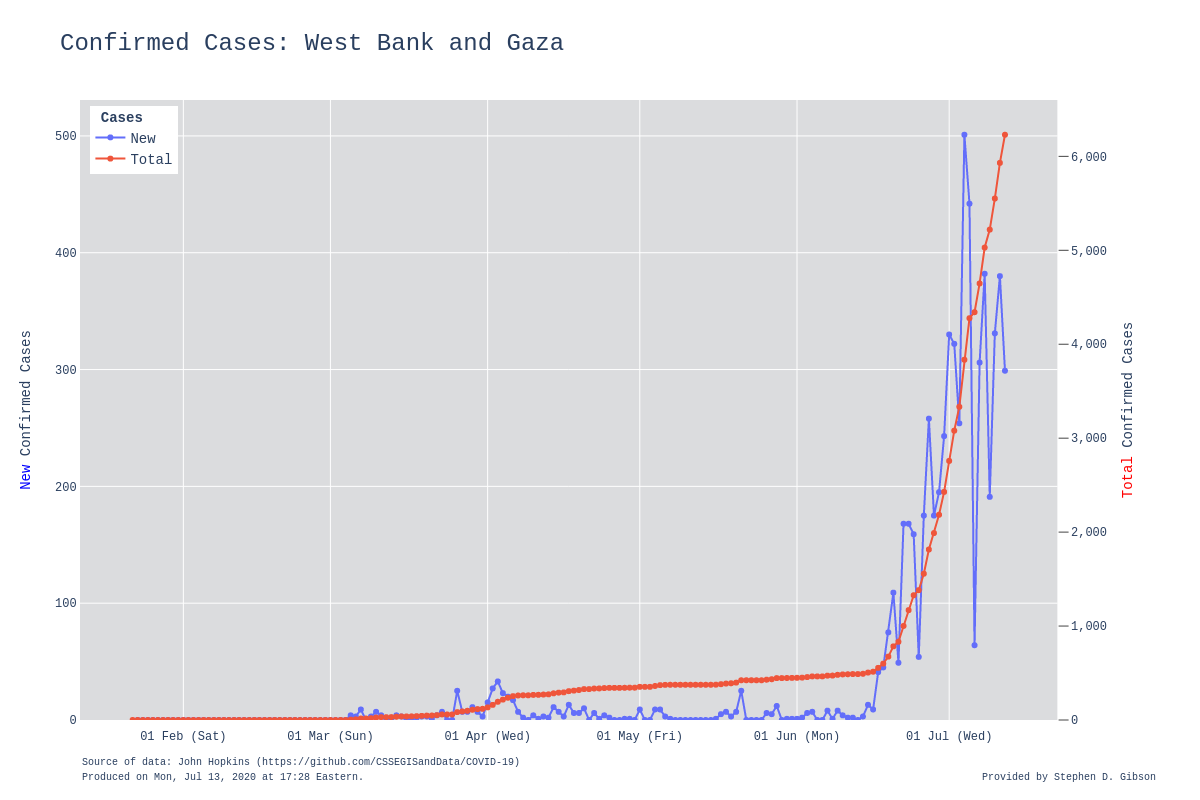 Confirmed Cases: West Bank and Gaza
Cases
New
Total
500
400
300
200
100
0
6,000
5,000
4,000
3,000
2,000
1,000
0
New Confirmed Cases
Total Confirmed Cases
01 Feb (Sat) 01 Mar (Sun) 01 Apr (Wed) 01 May (Fri) 01 Jun (Mon) 01 Jul (Wed)
Source of data: John Hopkins (https://github.com/CSSEGISandData/COVID-19)
Produced on Mon, Jul 13, 2020 at 17:28 Eastern.
Provided by Stephen D. Gibson